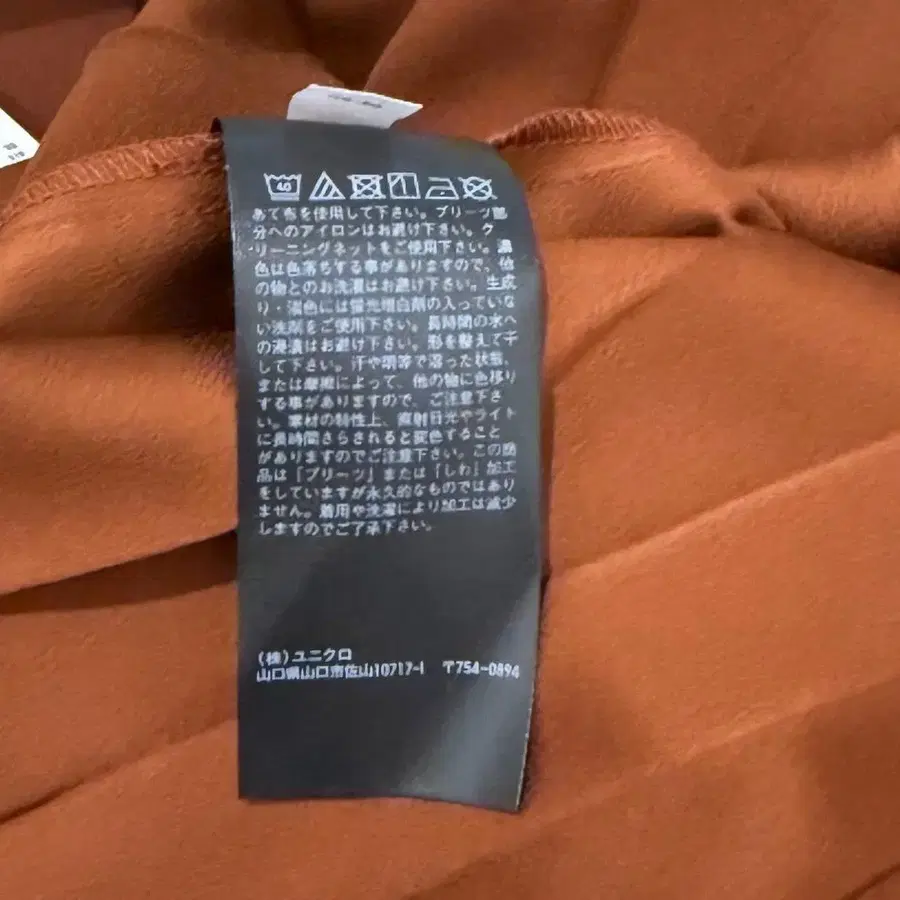 40
あて布を使用して下さい。プリーツ部
分へのアイロンはお避け下さい。ク
リーニングネットをご使用下さい。濃
色は色落ちする事がありますので、他
の物とのお洗濯はお避け下さい。生成
り・淡色には蛍光増白剤の入っていな
い洗剤をご使用下さい。長時間の水へ
の浸漬はお避け下さい。形を整えて干
して下さい。汗や雨等で湿った状態、
または摩擦によって、他の物に色移り
する事がありますので、ご注意下さ
い。素材の特性上、直射日光やライト
に長時間さらされると変色すること
がありますのでご注意下さい。この商
品は「プリーツ」または「しわ」加工
をしていますが永久的なものではあり
ません。着用や洗濯により加工は減少
しますのでご了承下さい。
(株)ユニクロ
山口県山口市佐山10717-1 〒754-0894